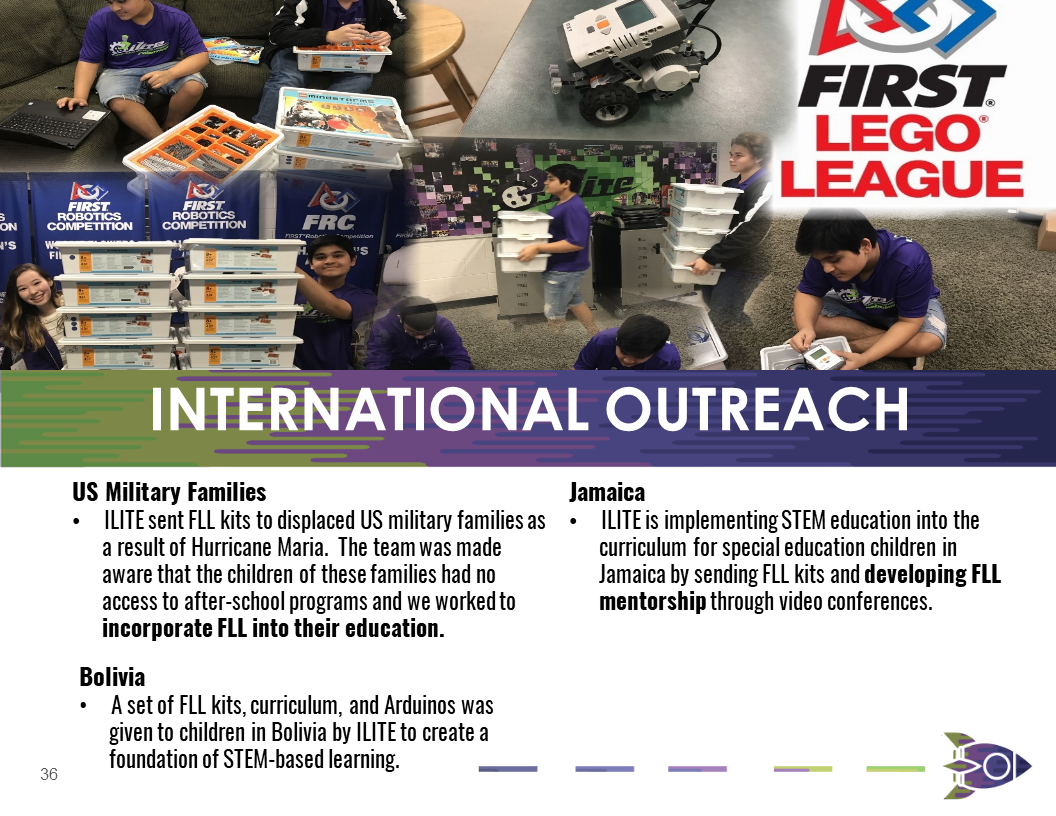 FIRST®
LEGO®
LEAGUE
ilite
MINDSTORMS
FIRST
ROBOTICS
COMPETITION
FIRST
ROBOTICS
COMPETITION
FRC
ilite
INTERNATIONAL OUTREACH
US Military Families
• ILITE sent FLL kits to displaced US military families as
a result of Hurricane Maria. The team was made
aware that the children of these families had no
access to after-school programs and we worked to
incorporate FLL into their education.
Bolivia
• A set of FLL kits, curriculum, and Arduinos was
given to children in Bolivia by ILITE to create a
foundation of STEM-based learning.
Jamaica
• ILITE is implementing STEM education into the
curriculum for special education children in
Jamaica by sending FLL kits and developing FLL
mentorship through video conferences.
36